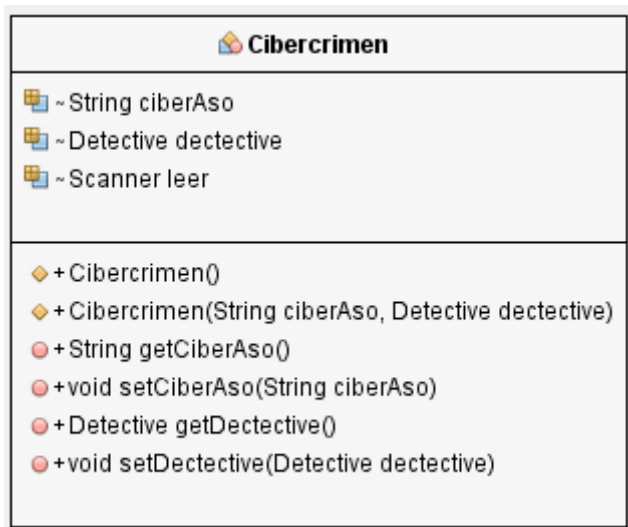 Cibercrimen
~ String ciberAso
~ Detective dectective
~ Scanner leer
+ Cibercrimen()
+ Cibercrimen(String ciberAso, Detective dectective)
+ String getCiberAso()
+ void setCiberAso(String ciberAso)
+ Detective getDectective()
+ void setDectective(Detective dectective)